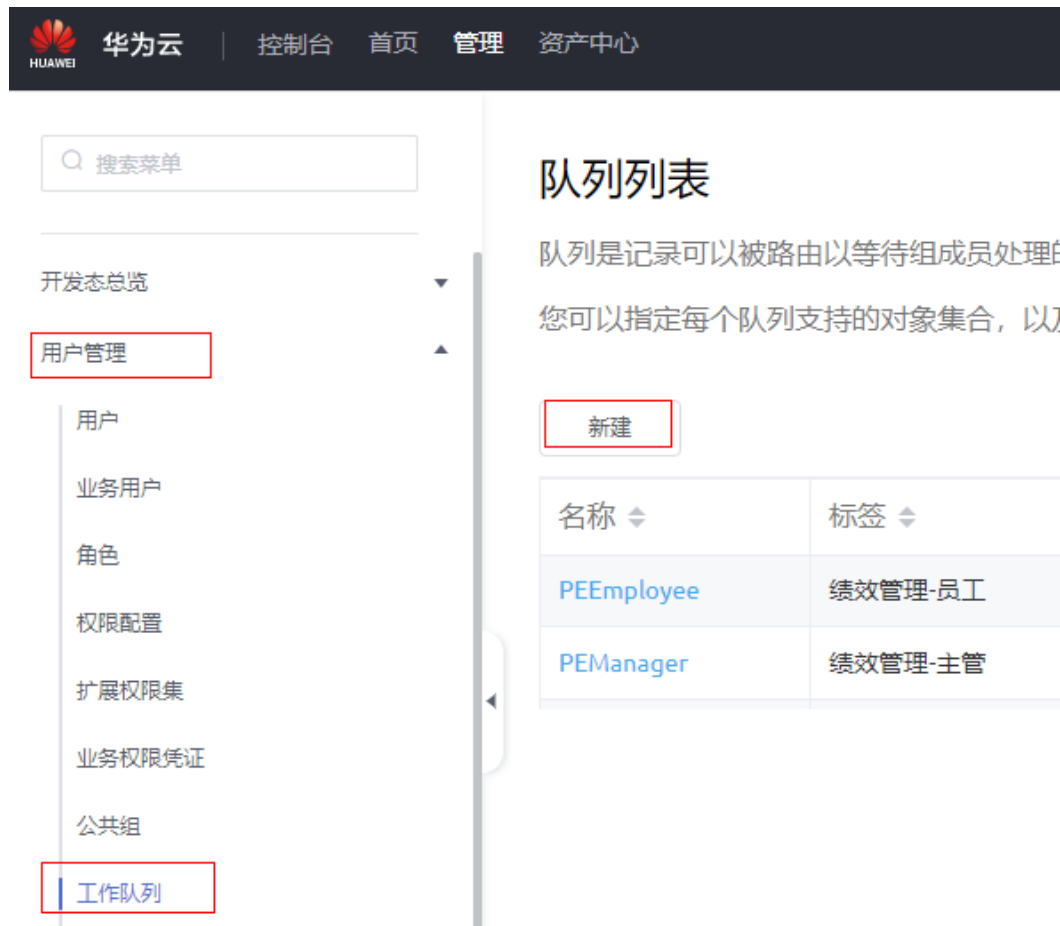 HUAWEI 华为云 控制台 首页 管理 资产中心
搜索菜单
开发态总览
用户管理
用户
业务用户
角色
权限配置
扩展权限集
业务权限凭证
公共组
工作队列
队列列表
队列是记录可以被路由以等待组成员处理的
您可以指定每个队列支持的对象集合，以及
新建
名称 标签
PEEmployee 绩效管理-员工
PEManager 绩效管理-主管